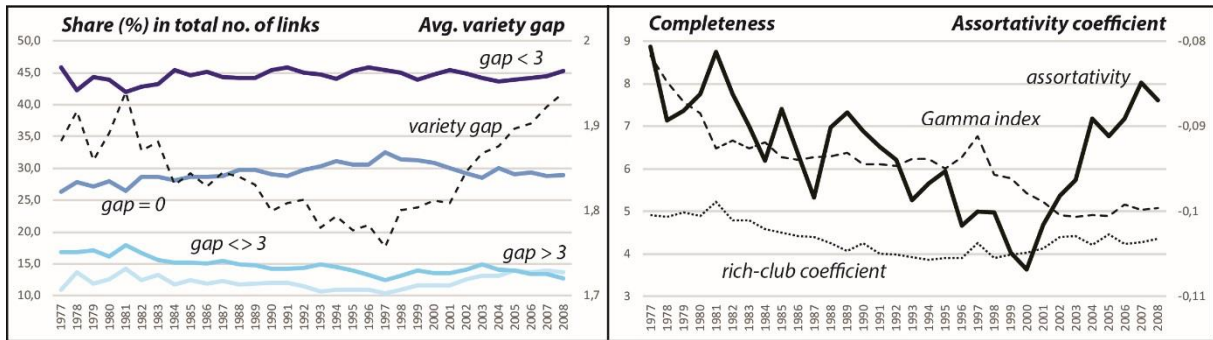 Share (%) in total no. of links Avg. variety gap
50,0
45,0
40,0
35,0
30,0
25,0
20,0
15,0
10,0
2
1,9
1,8
1,7
gap < 3
variety gap
gap = 0
gap <> 3
gap > 3
1977 1978 1979 1980 1981 1982 1983 1984 1985 1986 1987 1988 1989 1990 1991 1992 1993 1994 1995 1996 1997 1998 1999 2000 2001 2002 2003 2004 2005 2006 2007 2008
Completeness Assortativity coefficient
9
8
7
6
5
4
3
-0,08
-0,09
-0,1
-0,11
assortativity
Gamma index
rich-club coefficient
1977 1978 1979 1980 1981 1982 1983 1984 1985 1986 1987 1988 1989 1990 1991 1992 1993 1994 1995 1996 1997 1998 1999 2000 2001 2002 2003 2004 2005 2006 2007 2008